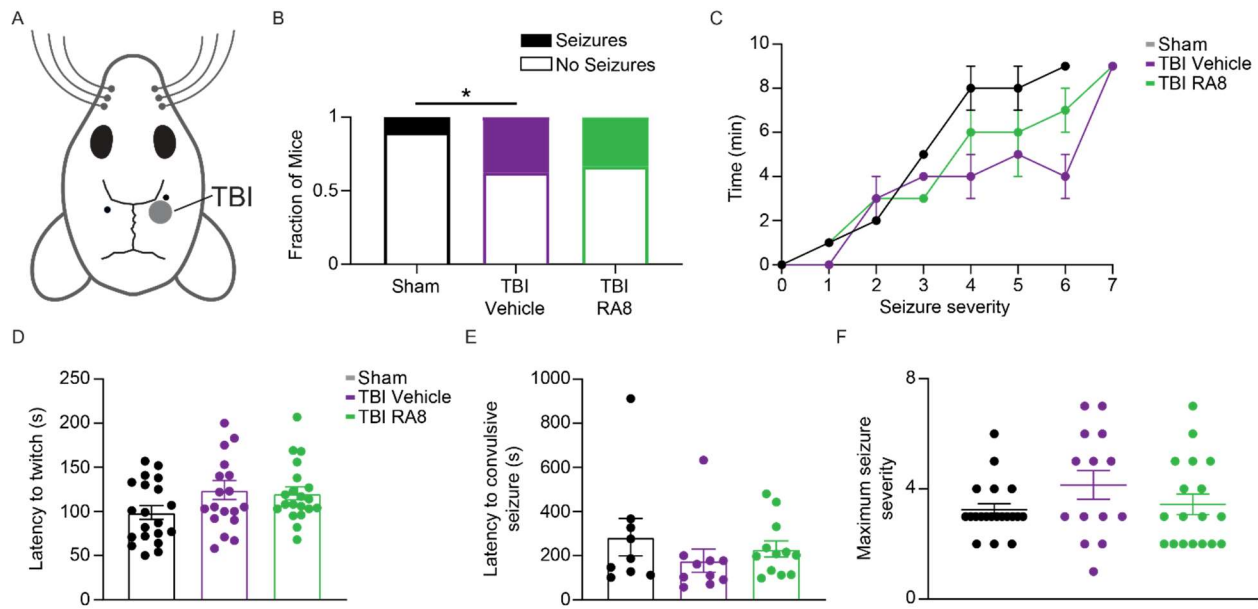 A
TBI
B
Seizures
No Seizures
*
1
0.5
0
Fraction of Mice
Sham
TBI
Vehicle
TBI
RA8
C
Sham
TBI Vehicle
TBI RA8
10
8
6
4
2
0
Time (min)
0 1 2 3 4 5 6 7
Seizure severity
D
Sham
TBI Vehicle
TBI RA8
250
200
150
100
50
0
Latency to twitch (s)
E
1000
800
600
400
200
0
Latency to convulsive
seizure (s)
F
8
4
0
Maximum seizure
severity